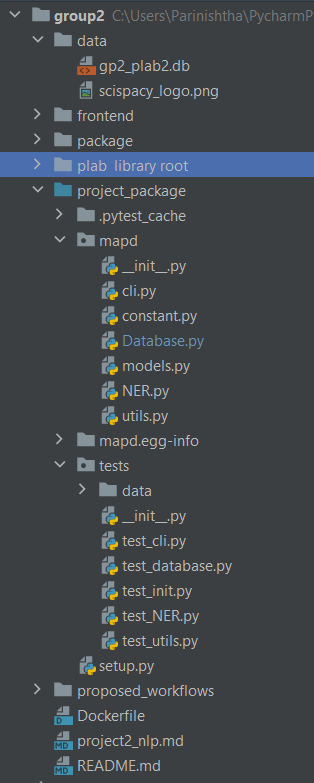 group2 C:\Users\Parinishtha\PycharmP
data
gp2_plab2.db
scispacy_logo.png
frontend
package
plab library root
project_package
.pytest_cache
mapd
__init__.py
cli.py
constant.py
Database.py
models.py
NER.py
utils.py
mapd.egg-info
tests
data
__init__.py
test_cli.py
test_database.py
test_init.py
test_NER.py
test_utils.py
setup.py
proposed_workflows
Dockerfile
project2_nlp.md
README.md